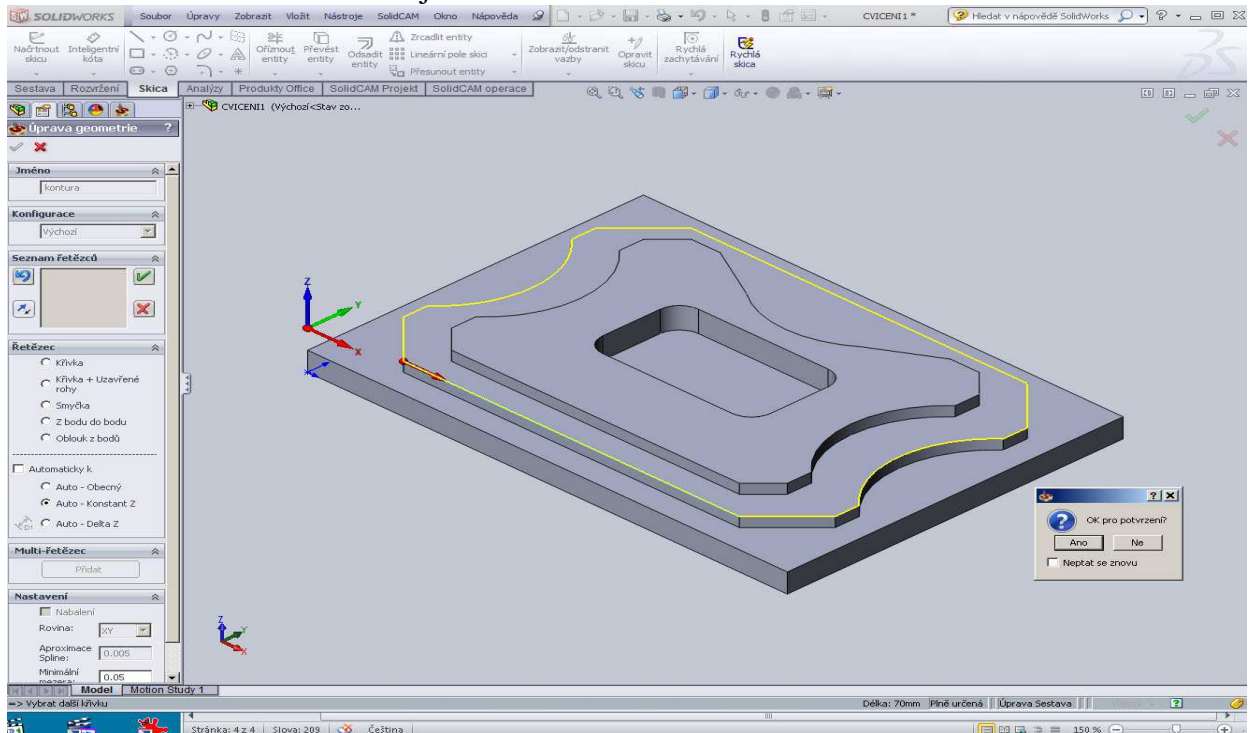 SOLIDWORKS Soubor Úpravy Zobrazit Vložit Nástroje SolidCAM Okno Nápověda CVICENI1 * Hledat v nápovědě SolidWorks
Načrtnout skicu
Inteligentní kóta
Oříznout entity
Převést entity
Odsadit entity
Zrcadlit entity
Lineární pole skici
Přesunout entity
Zobrazit/odstranit vazby
Opravit skicu
Rychlá zachytávání
Rychlá skica
Sestava Rozvržení Skica Analýzy Produkty Office SolidCAM Projekt SolidCAM operace
CVICENI1 (Výchozí<Stav zo...
Úprava geometrie ?
Jméno
kontura
Konfigurace
Výchozí
Seznam řetězců
Řetězec
Křivka
Křivka + Uzavřené
rohy
Smyčka
Z bodu do bodu
Oblouk z bodů
Automaticky k
Auto - Obecný
Auto - Konstant Z
Auto - Delta Z
Multi-řetězec
Přidat
Nastavení
Nabalení
Rovina: XY
Aproximace
Spline: 0.005
Minimální
mezera: 0.05
Z
Y
X
Z
Y
X
OK pro potvrzení?
Ano Ne
Neptat se znovu
Model Motion Study 1
=> Vybrat další křivku Délka: 70mm Plně určená Úprava Sestava
Stránka: 4 z 4 Slova: 209 Čeština 150 %